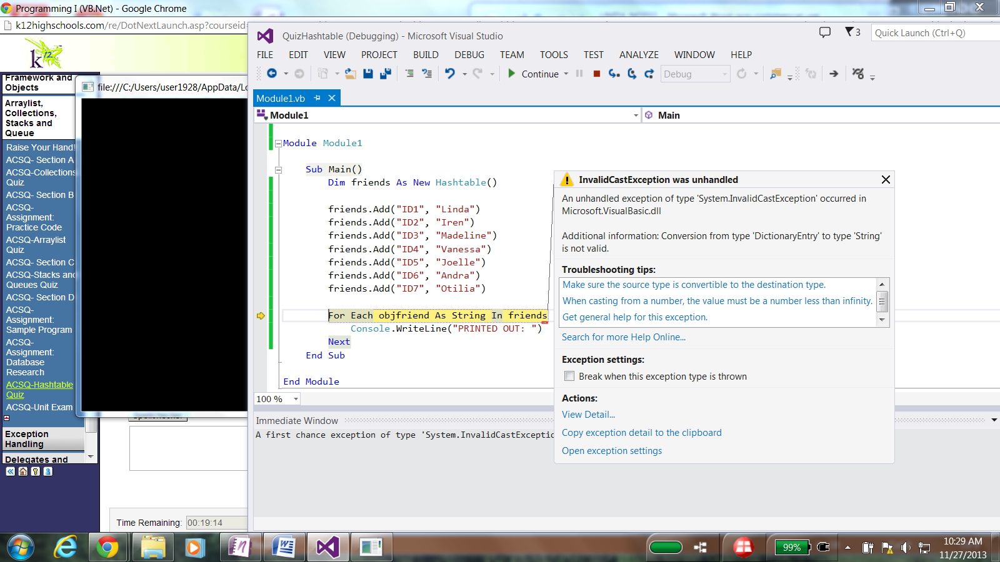 Programming I (VB.Net) - Google Chrome
k12highschools.com/re/DotNextLaunch.asp?courseid=
k12
Framework and
Objects
Arraylist,
Collections,
Stacks and
Queue
Raise Your Hand!
ACSQ- Section A
ACSQ-Collections
Quiz
ACSQ- Section B
ACSQ-
Assignment:
Practice Code
ACSQ-Arraylist
Quiz
ACSQ- Section C
ACSQ-Stacks and
Queues Quiz
ACSQ- Section D
ACSQ-
Assignment:
Sample Program
ACSQ-
Assignment:
Database
Research
ACSQ-Hashtable
Quiz
ACSQ-Unit Exam
Exception
Handling
Delegates and
file:///C:/Users/user1928/AppData/Lo
Time Remaining: 00:19:14
QuizHashtable (Debugging) - Microsoft Visual Studio
3
Quick Launch (Ctrl+Q)
FILE EDIT VIEW PROJECT BUILD DEBUG TEAM TOOLS TEST ANALYZE WINDOW HELP
Continue Debug
Module1.vb
Module1 Main
Module Module1
Sub Main()
Dim friends As New Hashtable()
friends.Add("ID1", "Linda")
friends.Add("ID2", "Iren")
friends.Add("ID3", "Madeline")
friends.Add("ID4", "Vanessa")
friends.Add("ID5", "Joelle")
friends.Add("ID6", "Andra")
friends.Add("ID7", "Otilia")
For Each objfriend As String In friends
Console.WriteLine("PRINTED OUT: ")
Next
End Sub
End Module
100 %
Immediate Window
A first chance exception of type 'System.InvalidCastExceptio
InvalidCastException was unhandled
An unhandled exception of type 'System.InvalidCastException' occurred in
Microsoft.VisualBasic.dll
Additional information: Conversion from type 'DictionaryEntry' to type 'String'
is not valid.
Troubleshooting tips:
Make sure the source type is convertible to the destination type.
When casting from a number, the value must be a number less than infinity.
Get general help for this exception.
Search for more Help Online...
Exception settings:
Break when this exception type is thrown
Actions:
View Detail...
Copy exception detail to the clipboard
Open exception settings
99%
10:29 AM
11/27/2013